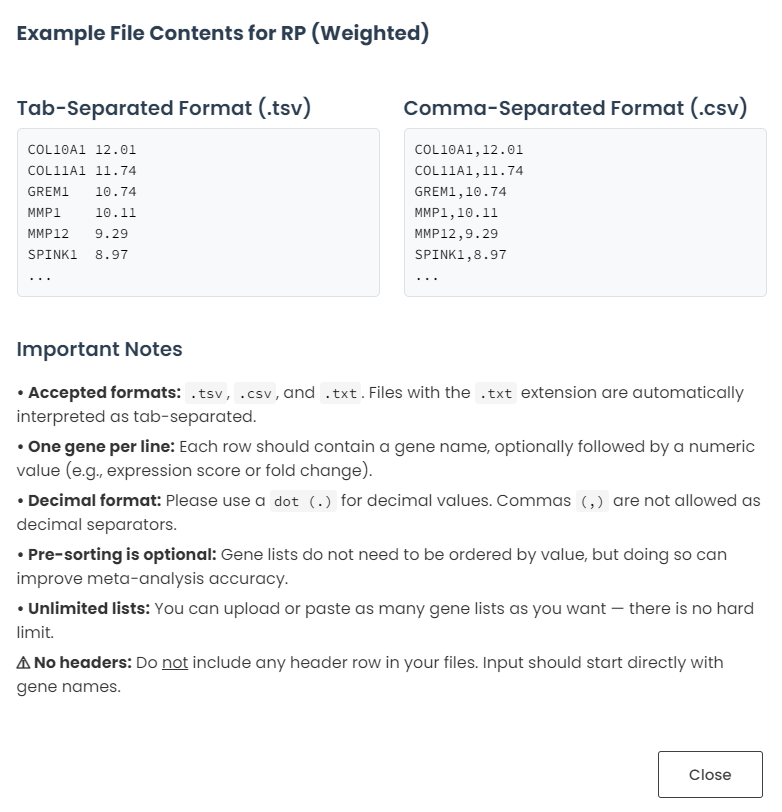 Example File Contents for RP (Weighted)
Tab-Separated Format (.tsv)
COL10A1 12.01
COL11A1 11.74
GREM1 10.74
MMP1 10.11
MMP12 9.29
SPINK1 8.97
...
Comma-Separated Format (.csv)
COL10A1,12.01
COL11A1,11.74
GREM1,10.74
MMP1,10.11
MMP12,9.29
SPINK1,8.97
...
Important Notes
• Accepted formats: .tsv, .csv, and .txt. Files with the .txt extension are automatically
interpreted as tab-separated.
• One gene per line: Each row should contain a gene name, optionally followed by a numeric
value (e.g., expression score or fold change).
• Decimal format: Please use a dot (.) for decimal values. Commas (,) are not allowed as
decimal separators.
• Pre-sorting is optional: Gene lists do not need to be ordered by value, but doing so can
improve meta-analysis accuracy.
• Unlimited lists: You can upload or paste as many gene lists as you want — there is no hard
limit.
⚠ No headers: Do not include any header row in your files. Input should start directly with
gene names.
Close